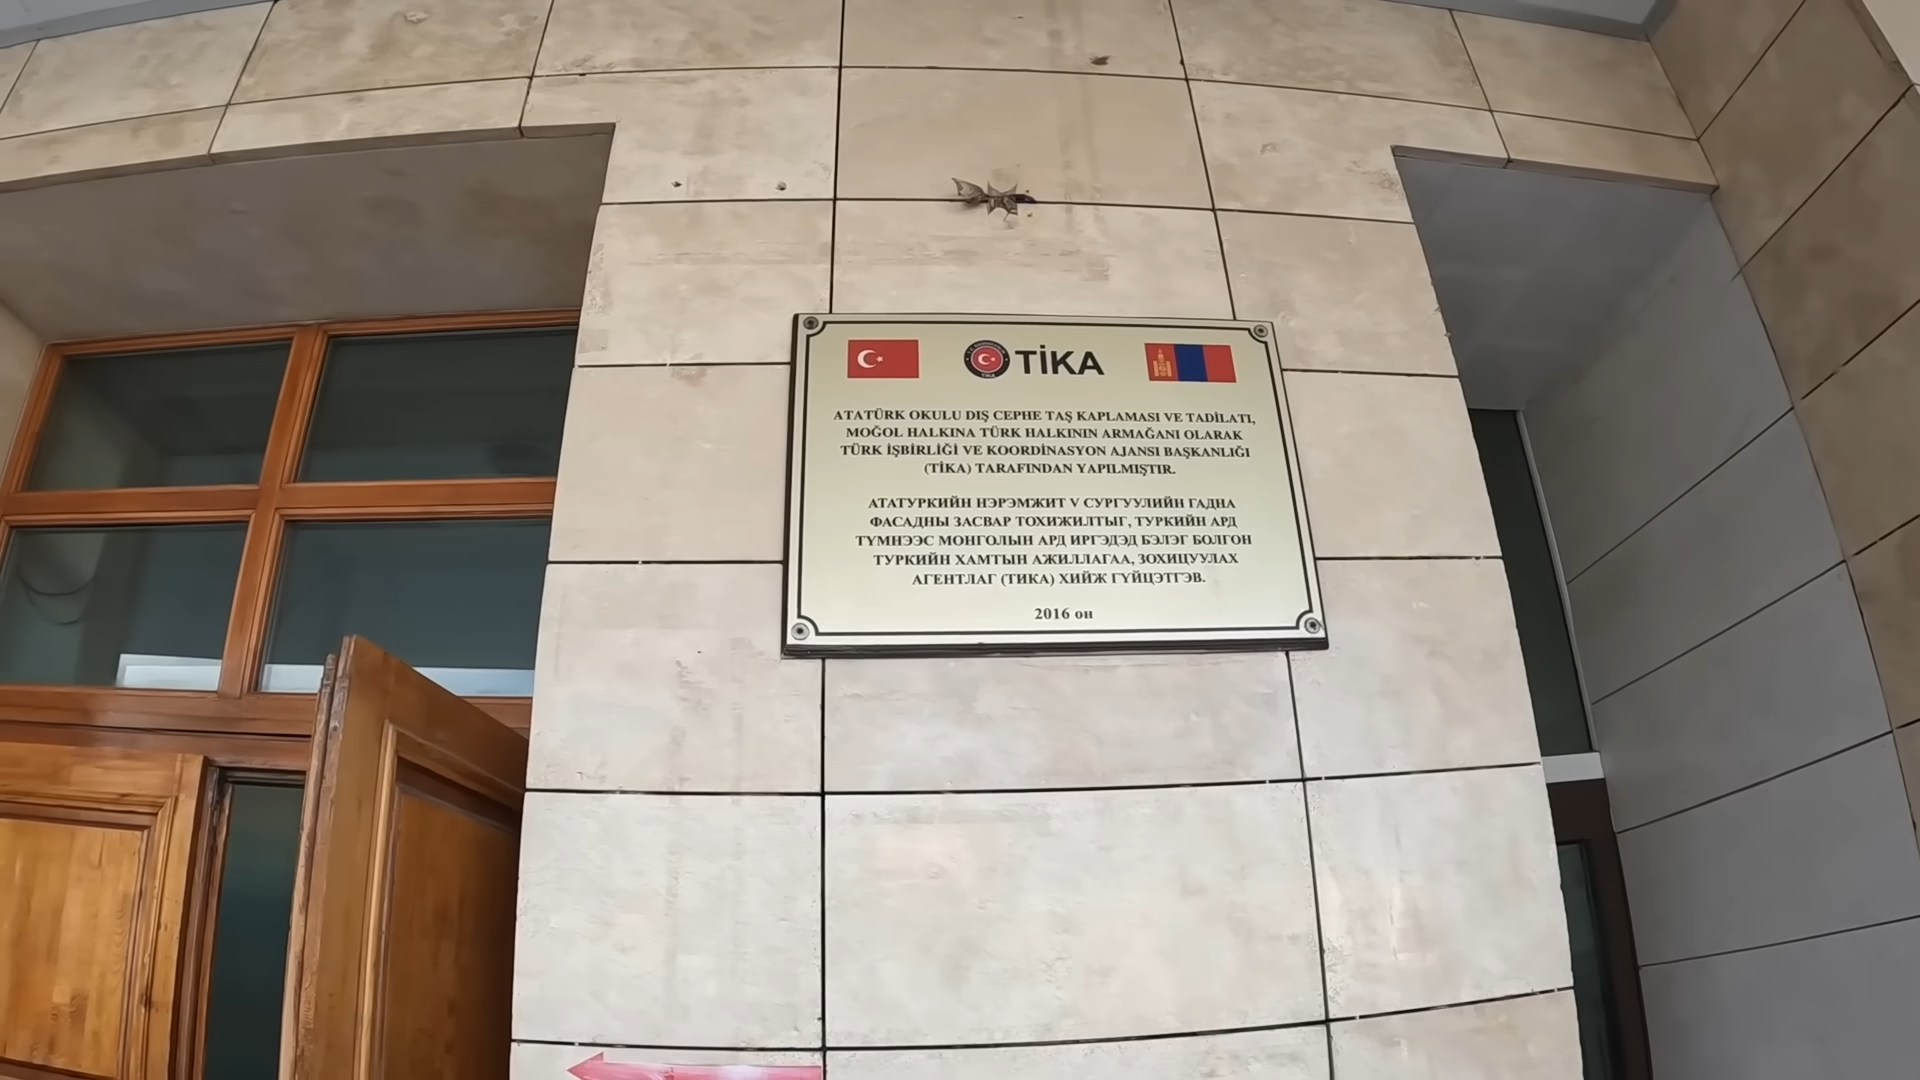 TİKA
ATATÜRK OKULU DIŞ CEPHE TAŞ KAPLAMASI VE TADİLATI,
MOĞOL HALKINA TÜRK HALKININ ARMAĞANI OLARAK
TÜRK İŞBİRLİĞİ VE KOORDİNASYON AJANSI BAŞKANLIĞI
(TİKA) TARAFINDAN YAPILMIŞTIR.
АТАТУРКИЙН НЭРЭМЖИТ V СУРГУУЛИЙН ГАДНА
ФАСАДНЫ ЗАСВАР ТОХИЖИЛТЫГ, ТУРКИЙН АРД
ТҮМНЭЭС МОНГОЛЫН АРД ИРГЭДЭД БЭЛЭГ БОЛГОН
ТУРКИЙН ХАМТЫН АЖИЛЛАГАА, ЗОХИЦУУЛАХ
АГЕНТЛАГ (ТИКА) ХИЙЖ ГҮЙЦЭТГЭВ.
2016 он